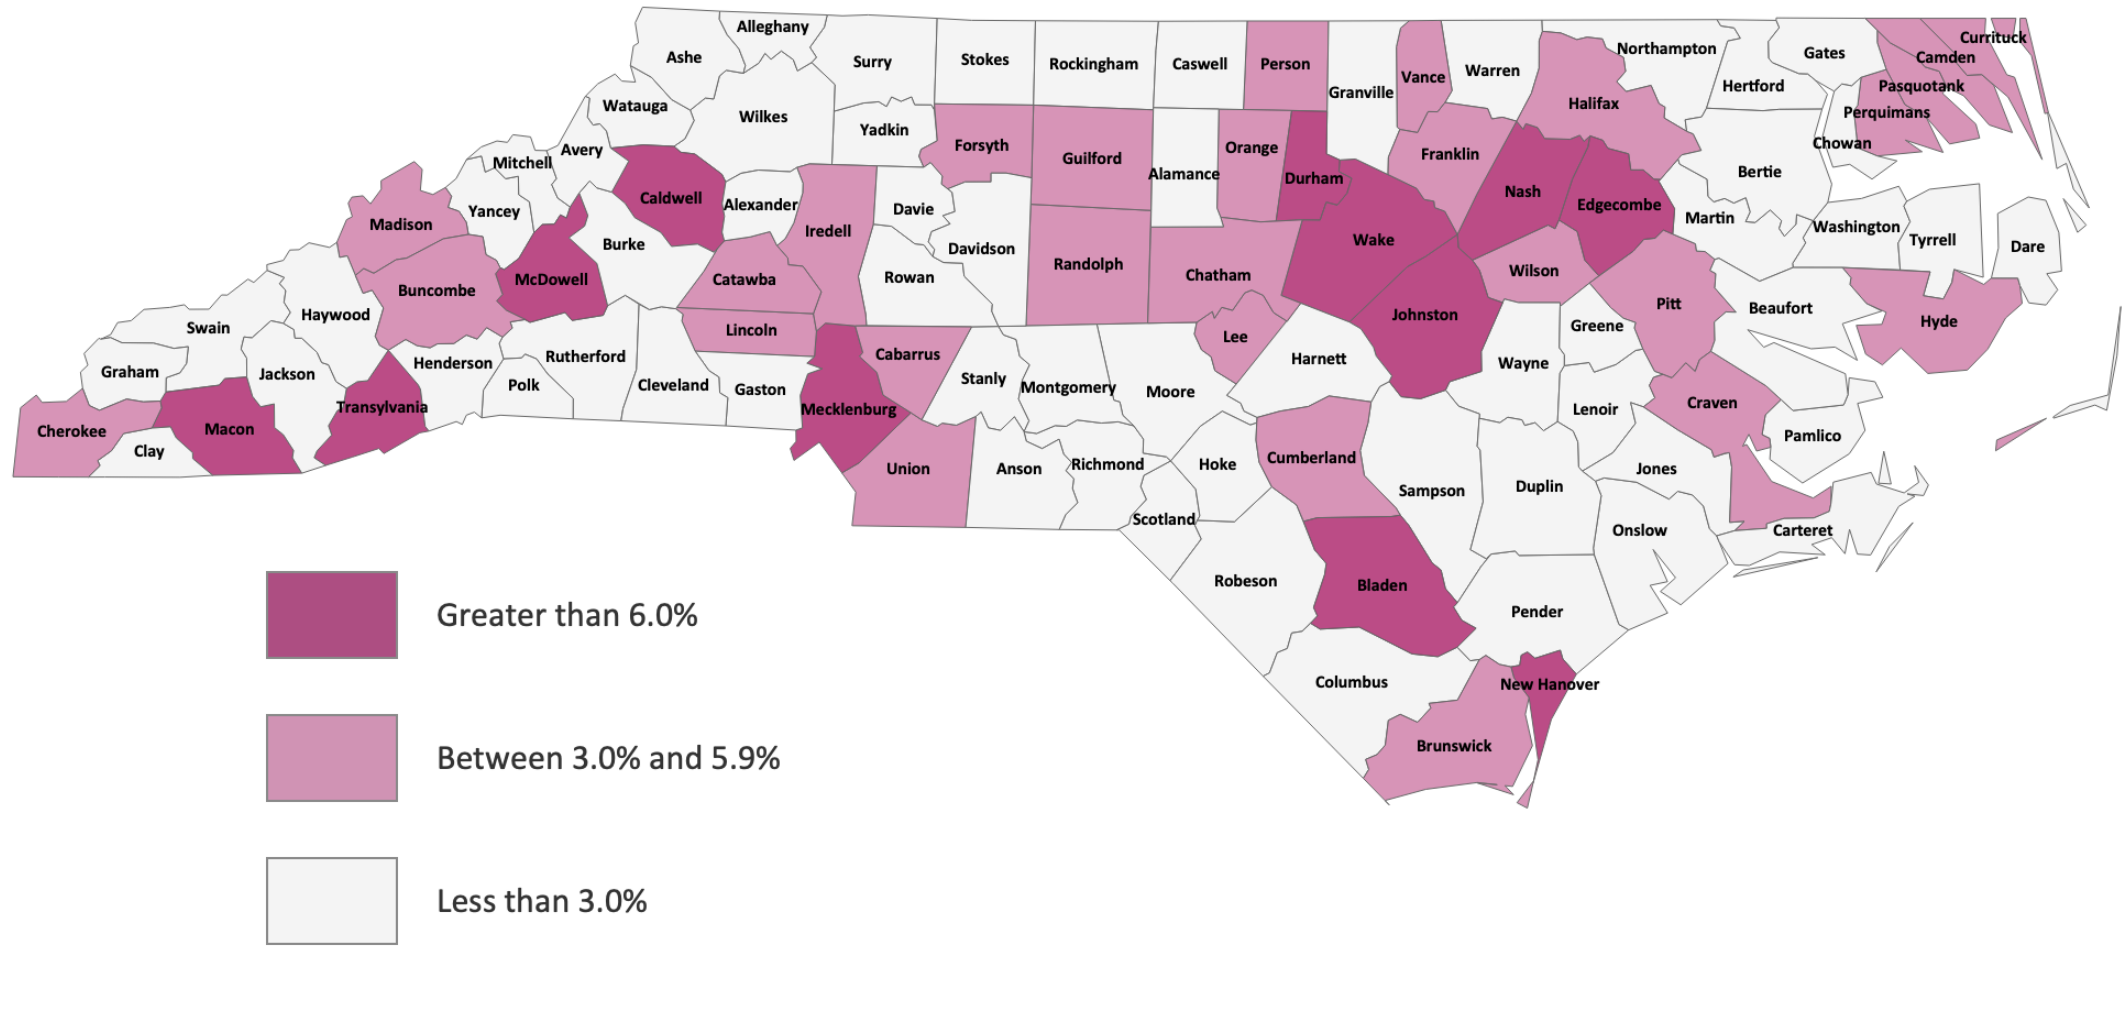 Alleghany
Ashe
Surry
Stokes
Rockingham
Caswell
Person
Granville
Vance
Warren
Northampton
Gates
Currituck
Camden
Pasquotank
Hertford
Halifax
Perquimans
Chowan
Watauga
Wilkes
Yadkin
Forsyth
Guilford
Alamance
Orange
Durham
Franklin
Nash
Edgecombe
Bertie
Martin
Washington
Tyrrell
Dare
Mitchell
Avery
Caldwell
Alexander
Iredell
Davie
Davidson
Randolph
Chatham
Wake
Wilson
Madison
Yancey
Burke
McDowell
Buncombe
Catawba
Rowan
Lincoln
Johnston
Pitt
Beaufort
Hyde
Greene
Swain
Haywood
Graham
Jackson
Henderson
Rutherford
Polk
Cleveland
Gaston
Cabarrus
Stanly
Montgomery
Moore
Lee
Harnett
Wayne
Lenoir
Craven
Pamlico
Cherokee
Clay
Macon
Transylvania
Mecklenburg
Union
Anson
Richmond
Hoke
Cumberland
Sampson
Duplin
Jones
Scotland
Onslow
Carteret
Robeson
Bladen
Pender
Columbus
New Hanover
Brunswick
Greater than 6.0%
Between 3.0% and 5.9%
Less than 3.0%